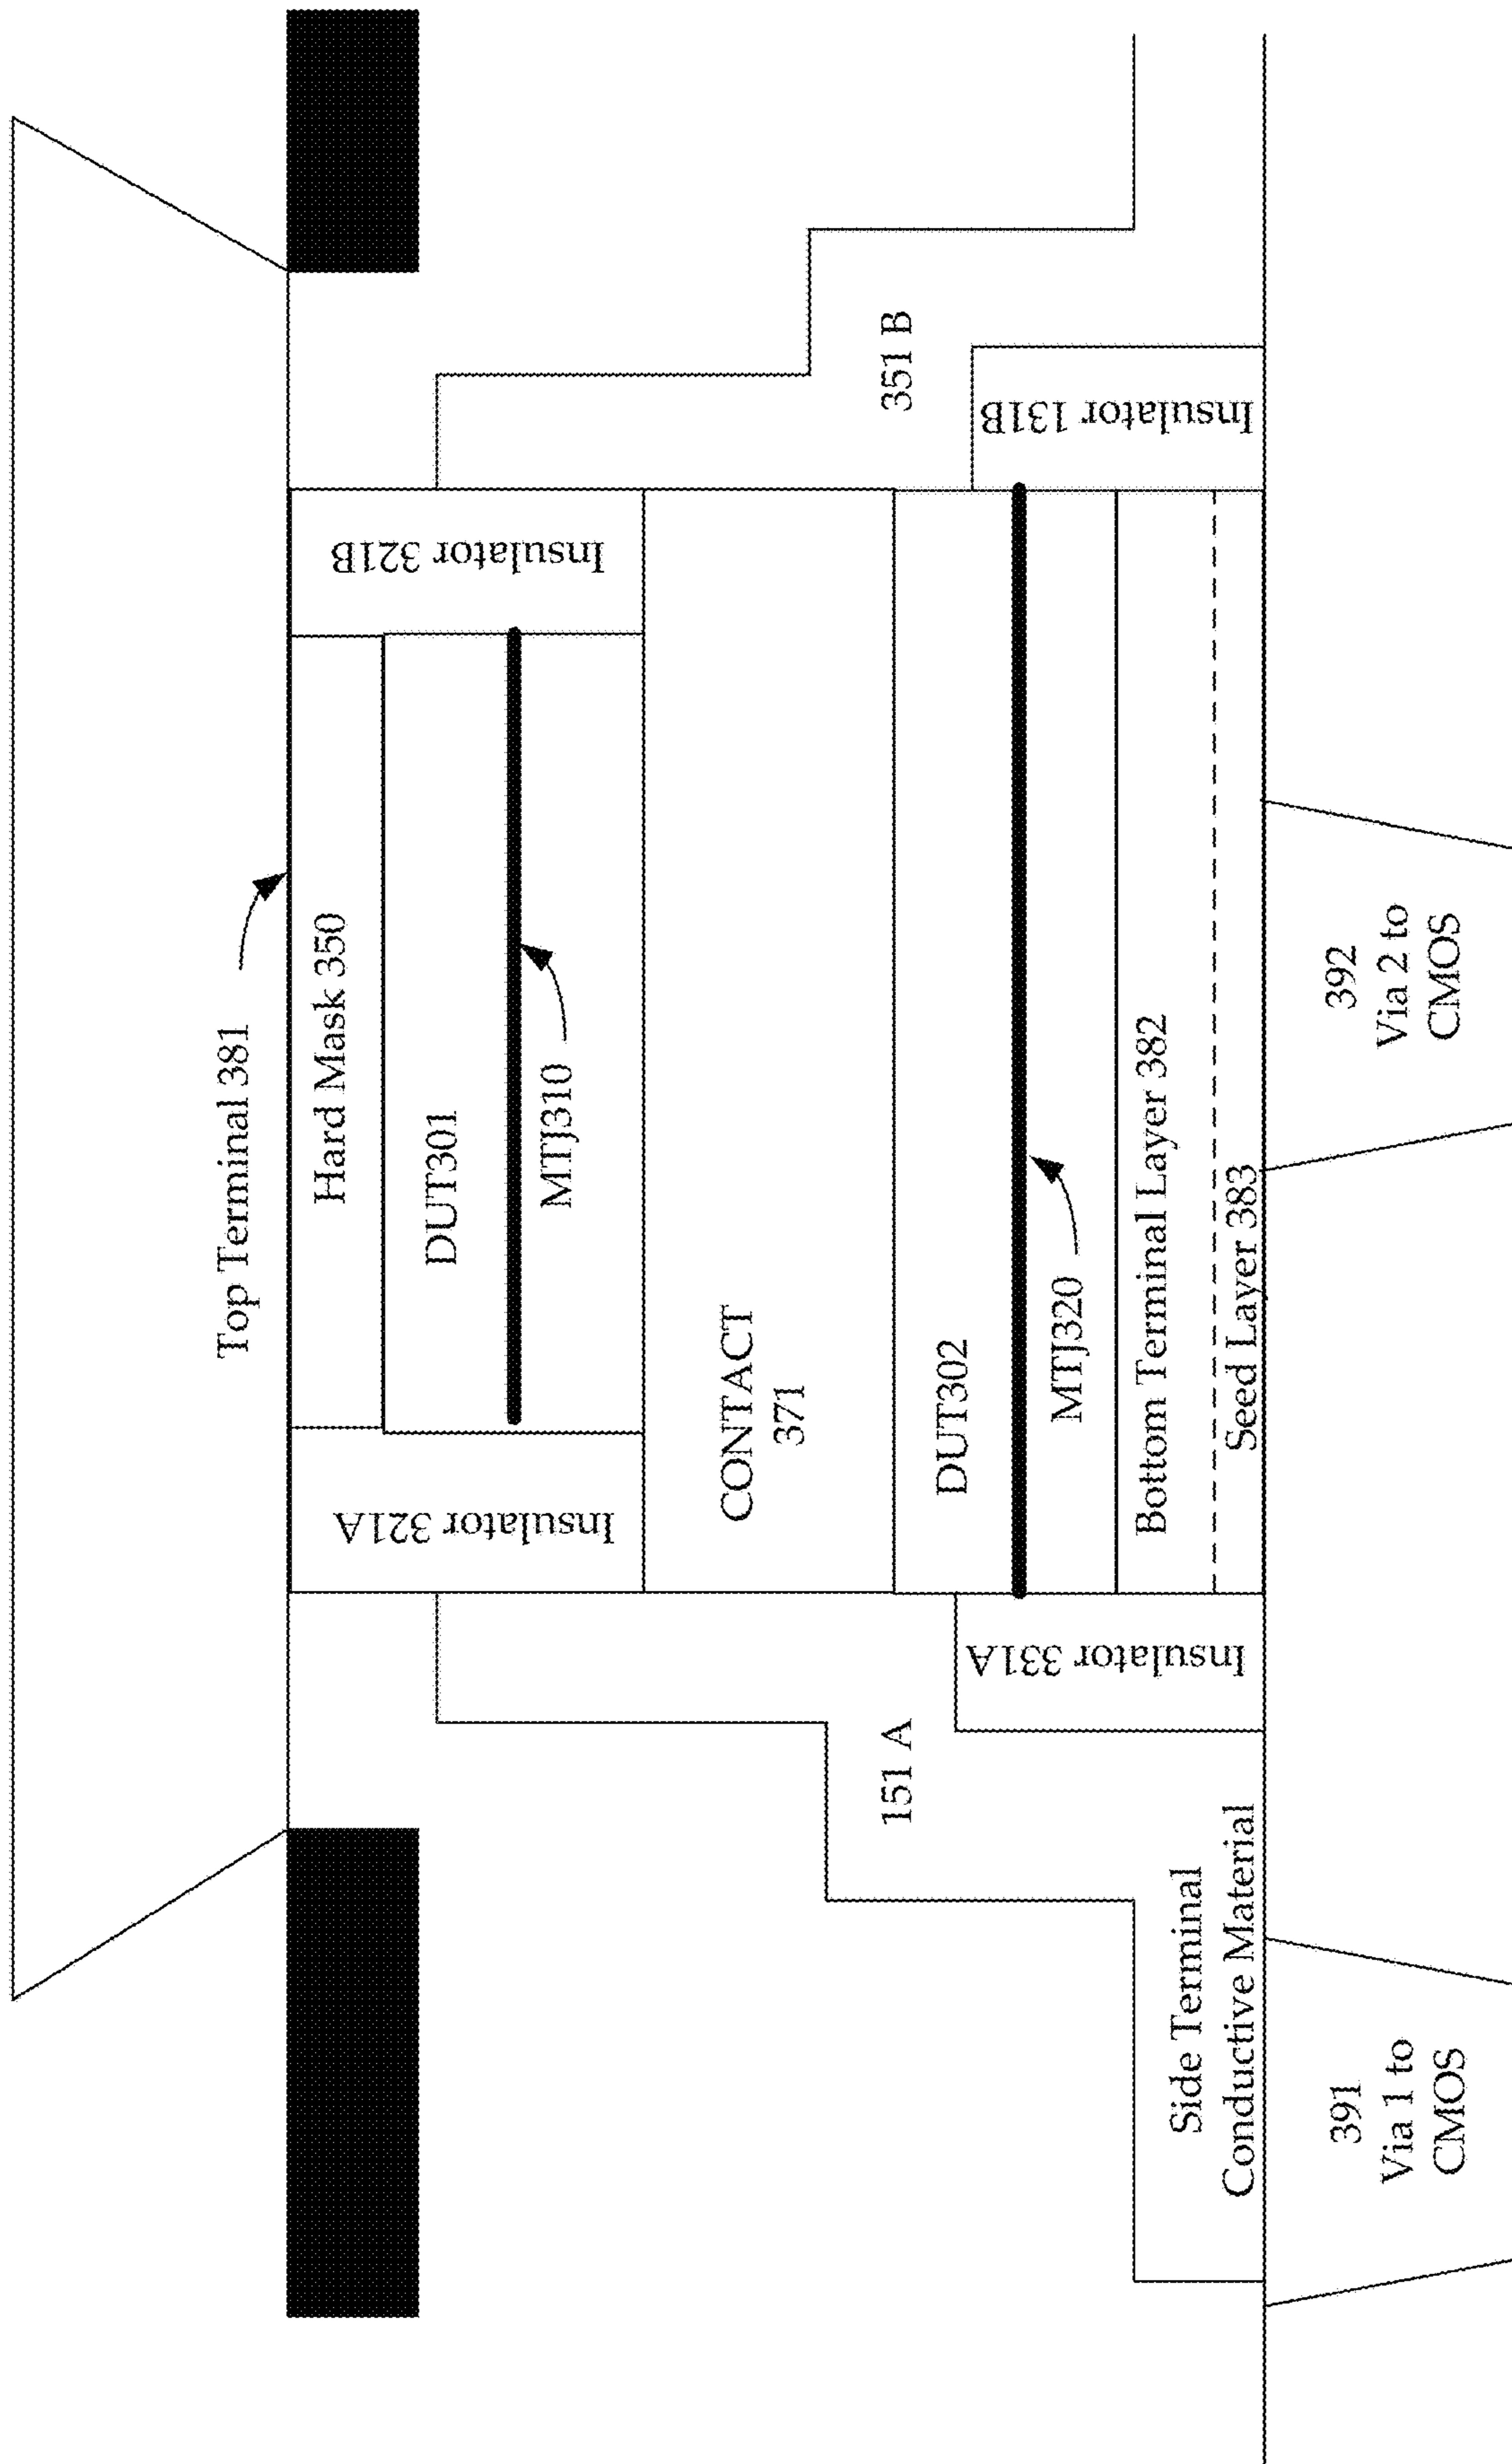 Top Terminal 381
Hard Mask 350
Insulator 321A
Insulator 321B
DUT301
MTJ310
CONTACT
371
151 A
351 B
DUT302
Insulator 331A
Insulator 131B
MTJ320
Bottom Terminal Layer 382
Side Terminal
Conductive Material
Seed Layer 383
391
Via 1 to
CMOS
392
Via 2 to
CMOS